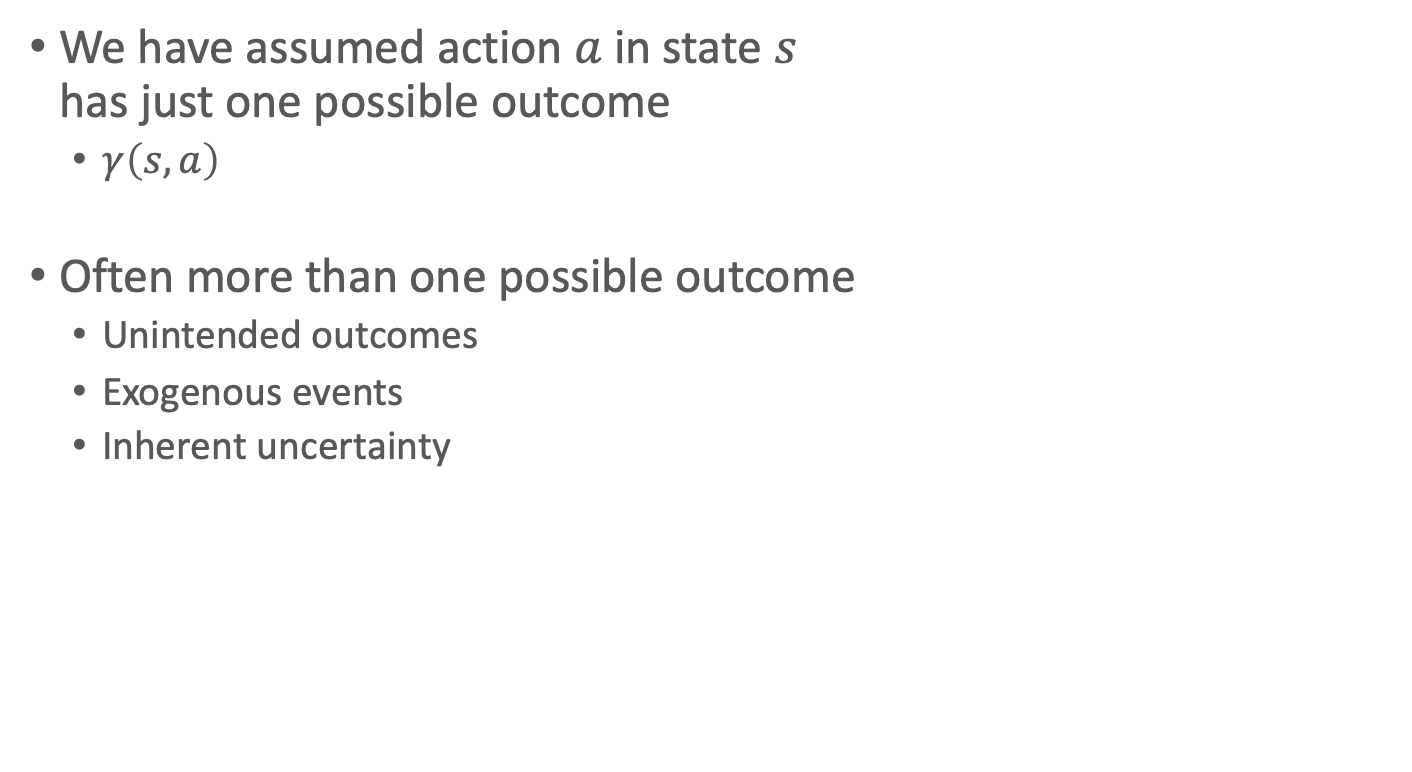 • We have assumed action 𝑎 in state 𝑠
has just one possible outcome
• 𝛾(𝑠, 𝑎)
• Often more than one possible outcome
• Unintended outcomes
• Exogenous events
• Inherent uncertainty